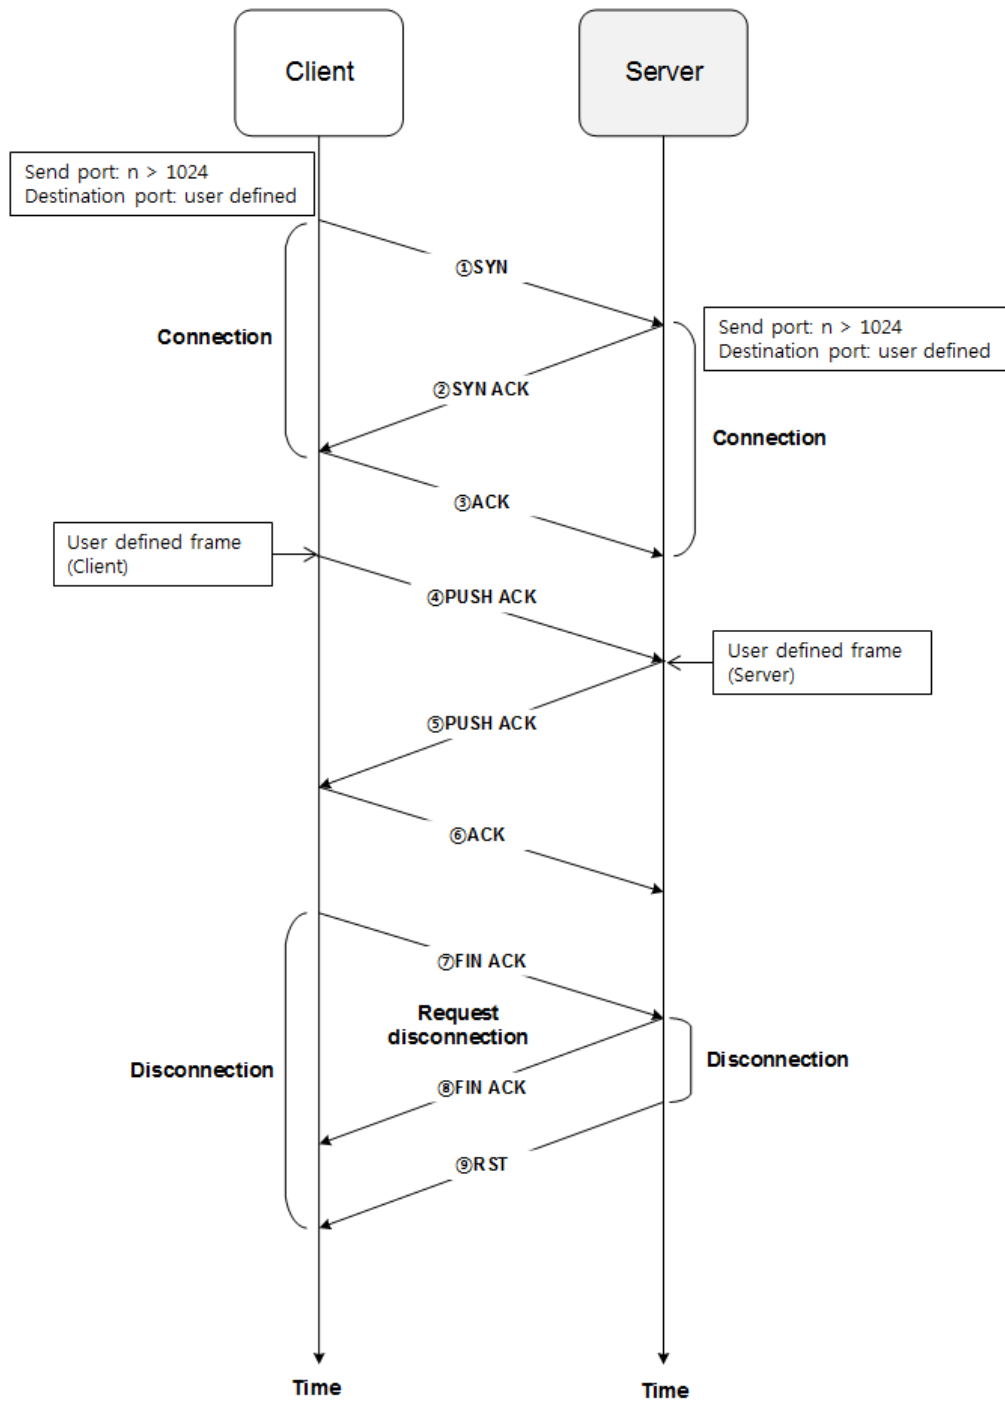 Client
Server
Send port: n > 1024
Destination port: user defined
①SYN
Send port: n > 1024
Destination port: user defined
Connection
②SYN ACK
Connection
③ACK
User defined frame
(Client)
④PUSH ACK
User defined frame
(Server)
⑤PUSH ACK
⑥ACK
⑦FIN ACK
Request
disconnection
Disconnection
Disconnection
⑧FIN ACK
⑨RST
Time
Time